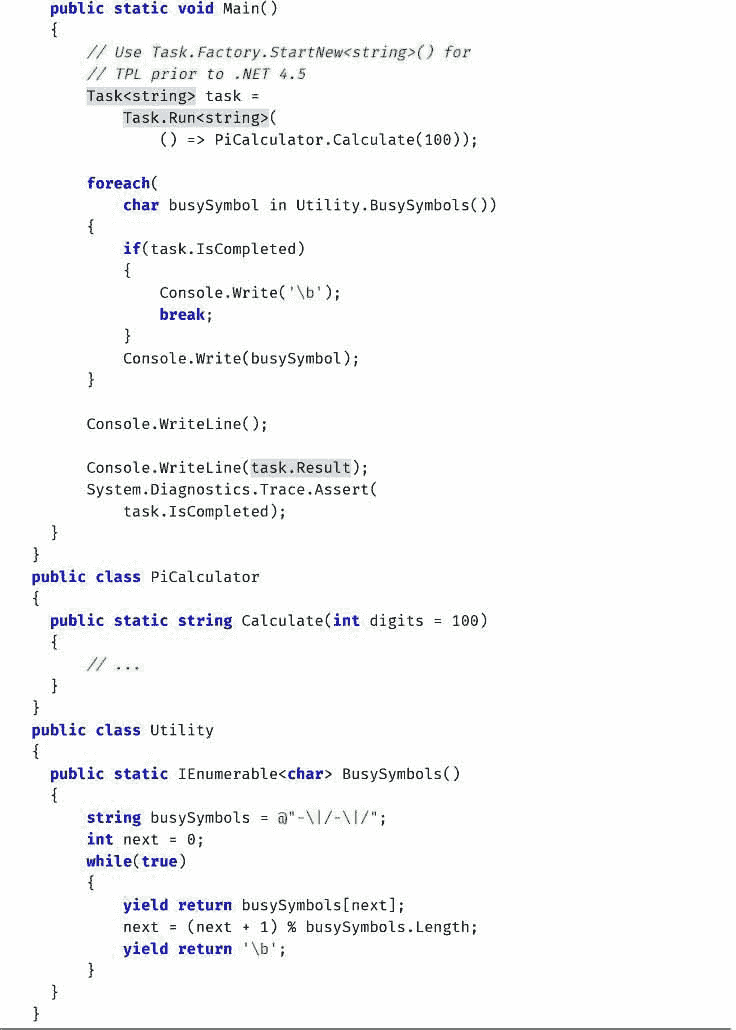 public static void Main()
{
// Use Task.Factory.StartNew<string>() for
// TPL prior to .NET 4.5
Task<string> task =
Task.Run<string>(
() => PiCalculator.Calculate(100));
foreach(
char busySymbol in Utility.BusySymbols())
{
if(task.IsCompleted)
{
Console.Write('\b');
break;
}
Console.Write(busySymbol);
}
Console.WriteLine();
Console.WriteLine(task.Result);
System.Diagnostics.Trace.Assert(
task.IsCompleted);
}
}
public class PiCalculator
{
public static string Calculate(int digits = 100)
{
// ...
}
}
public class Utility
{
public static IEnumerable<char> BusySymbols()
{
string busySymbols = @"-\|/-\|/";
int next = 0;
while(true)
{
yield return busySymbols[next];
next = (next + 1) % busySymbols.Length;
yield return '\b';
}
}
}